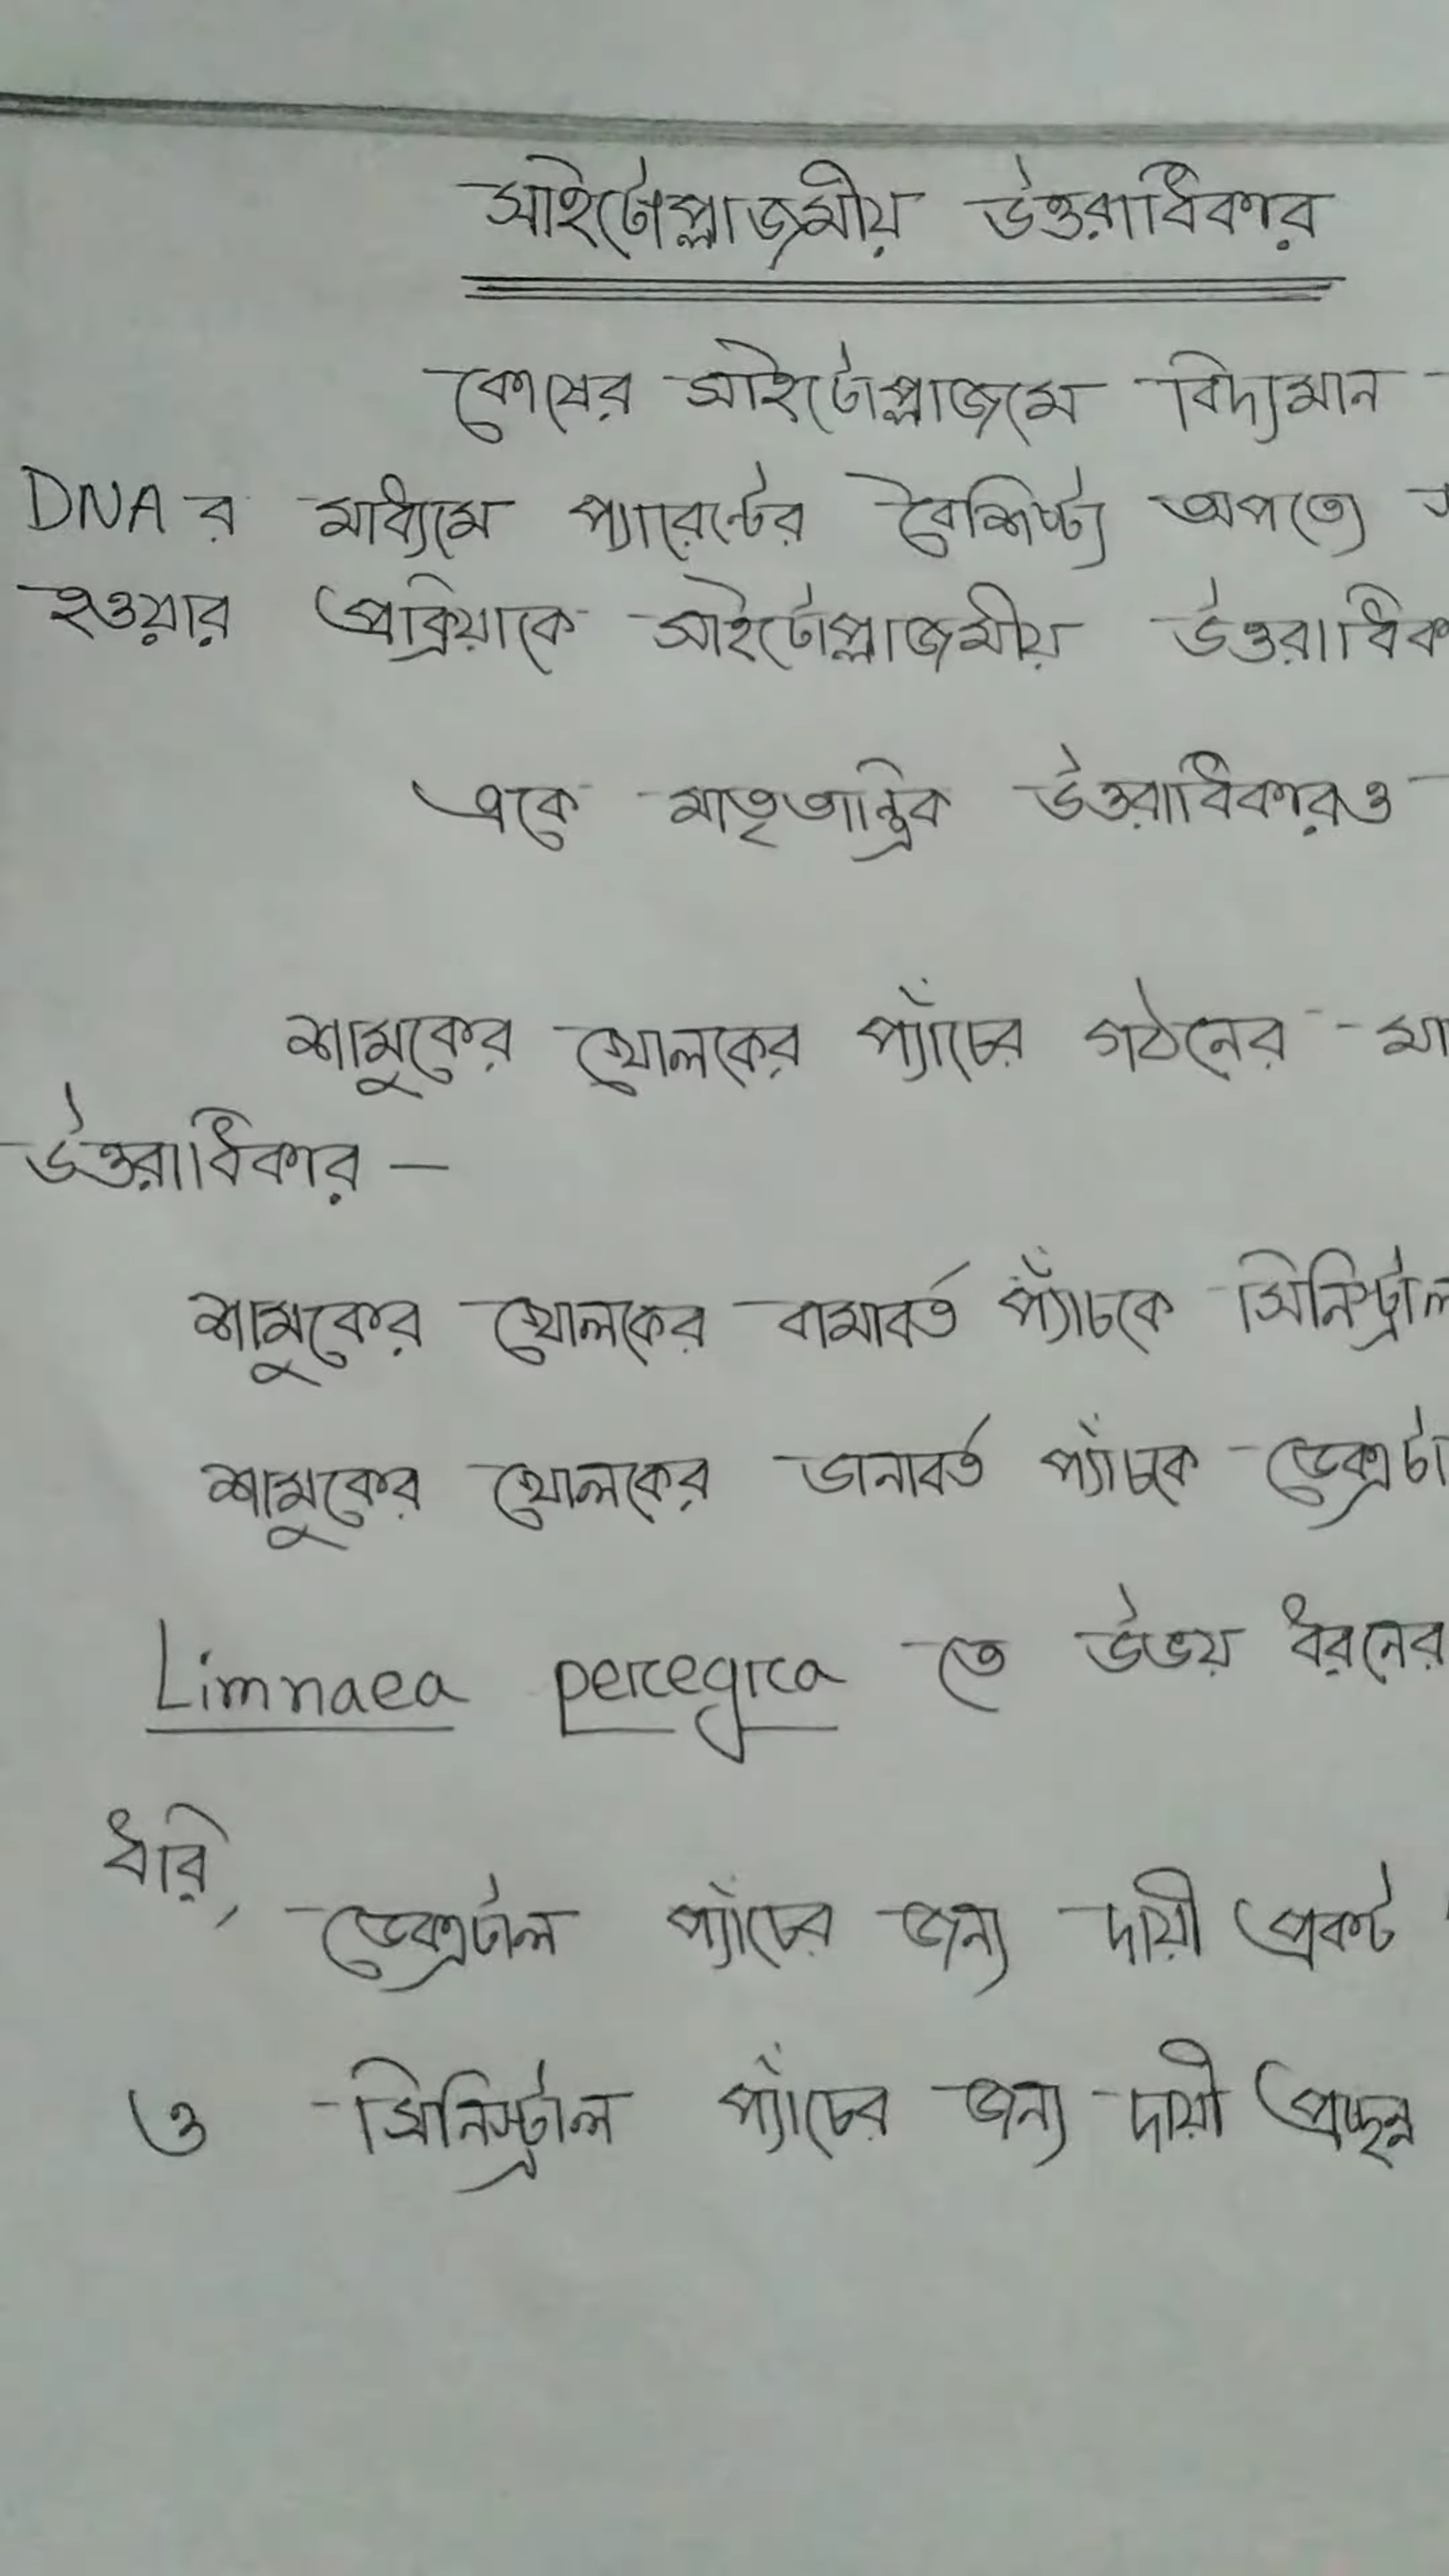 সাইটোপ্লাজমীয় উত্তরাধিকার
কোষের সাইটোপ্লাজমে বিদ্যমান
DNA র মাধ্যমে প্যারেন্টের বৈশিষ্ট্য অপত্যে
হওয়ার প্রক্রিয়াকে সাইটোপ্লাজমীয় উত্তরাধিক
একে মাতৃতান্ত্রিক উত্তরাধিকারও
শামুকের খোলকের প্যাঁচের গঠনের মা
উত্তরাধিকার —
শামুকের খোলকের বামাবর্ত প্যাঁচকে সিনিস্ট্রাল
শামুকের খোলকের ডানাবর্ত প্যাঁচকে ডেক্সটা
Limnaea peregra তে উভয় ধরনের
ধরি,
ডেক্সটাল প্যাঁচের জন্য দায়ী প্রকট
ও সিনিস্ট্রাল প্যাঁচের জন্য দায়ী প্রচ্ছন্ন